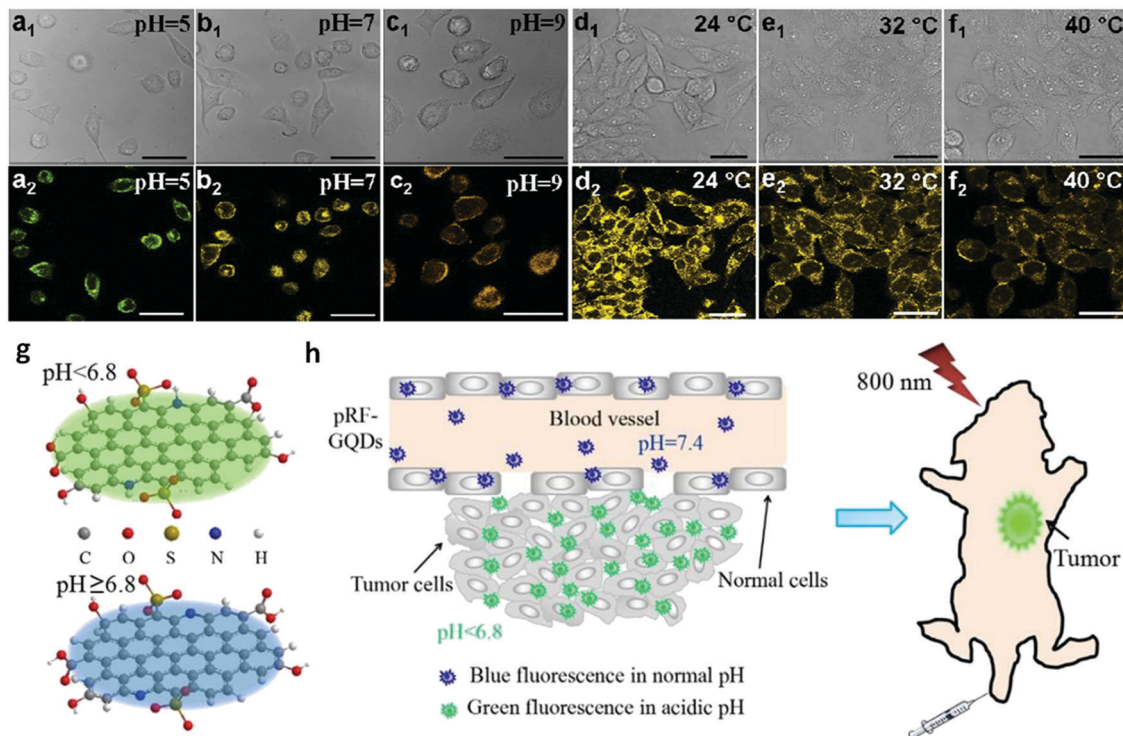 a1 pH=5
b1 pH=7
c1 pH=9
d1 24 °C
e1 32 °C
f1 40 °C
a2 pH=5
b2 pH=7
c2 pH=9
d2 24 °C
e2 32 °C
f2 40 °C
g
pH<6.8
C O S N H
pH≥6.8
h
pRF-
GQDs
Blood vessel
pH=7.4
Tumor cells
Normal cells
pH<6.8
Blue fluorescence in normal pH
Green fluorescence in acidic pH
800 nm
Tumor